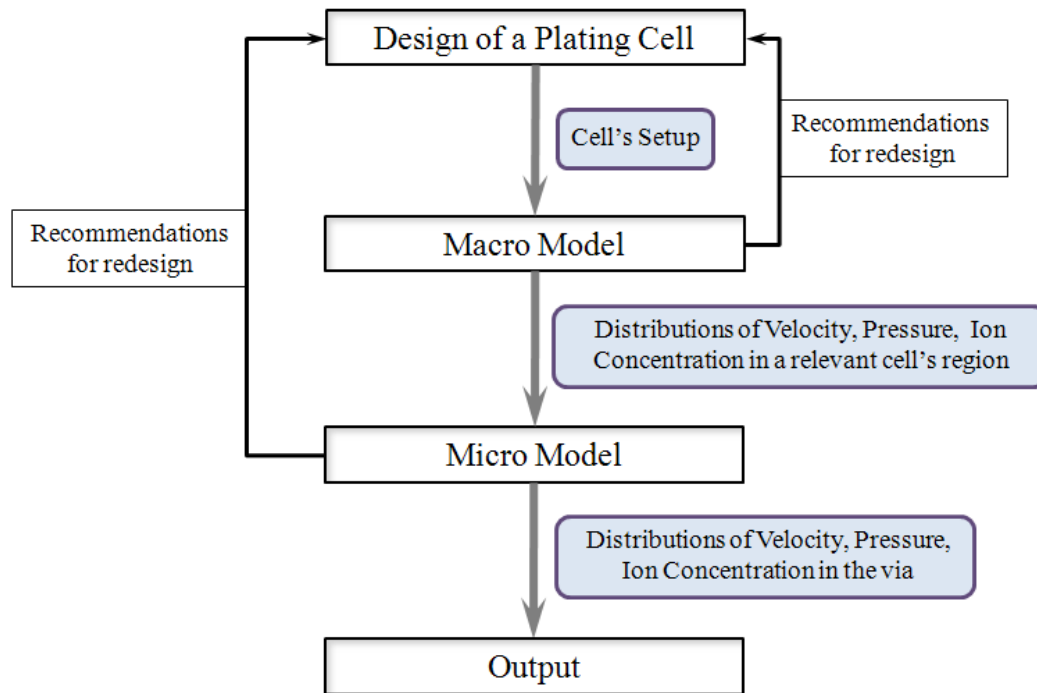 Design of a Plating Cell
Cell's Setup
Recommendations
for redesign
Macro Model
Recommendations
for redesign
Distributions of Velocity, Pressure, Ion
Concentration in a relevant cell's region
Micro Model
Distributions of Velocity, Pressure,
Ion Concentration in the via
Output